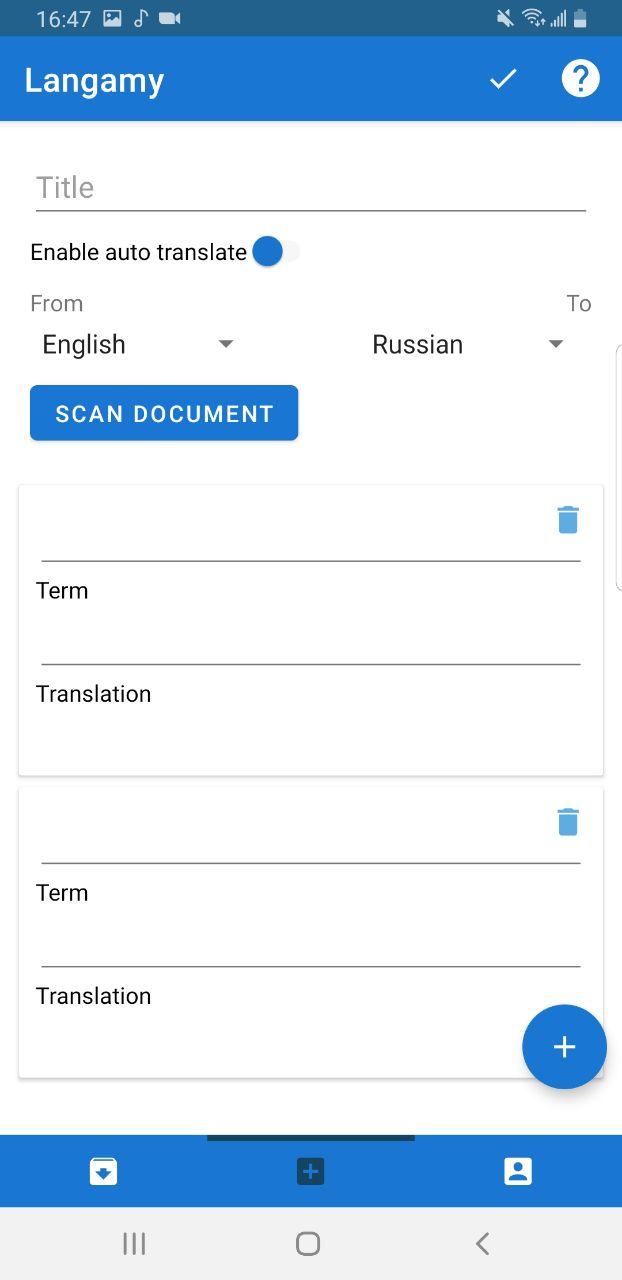 16:47
Langamy
Title
Enable auto translate
From To
English Russian
SCAN DOCUMENT
Term
Translation
Term
Translation